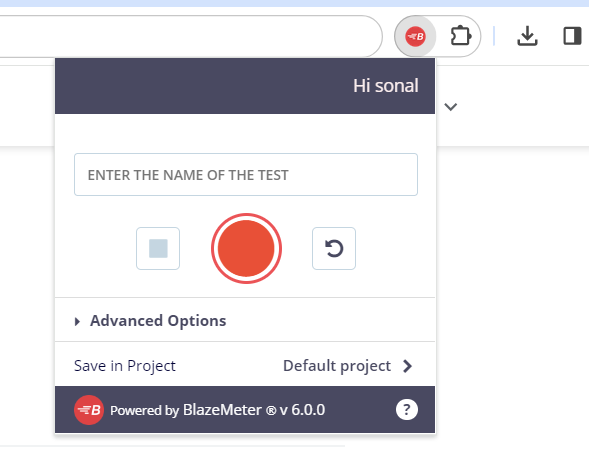 Hi sonal
ENTER THE NAME OF THE TEST
Advanced Options
Save in Project Default project
B Powered by BlazeMeter ® v 6.0.0 ?